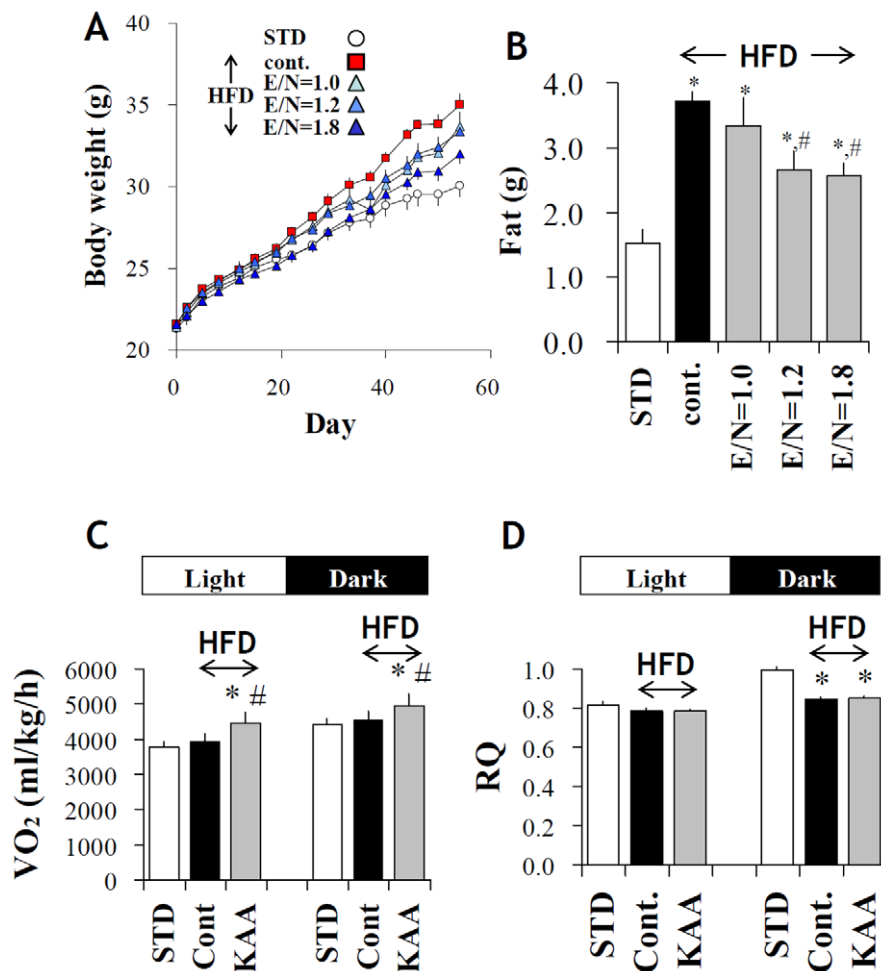 A
STD
cont.
HFD
E/N=1.0
E/N=1.2
E/N=1.8
40
35
30
25
20
Body weight (g)
0
20
40
60
Day
B
HFD
4.0
3.0
2.0
1.0
0.0
Fat (g)
*
*
*,#
*,#
STD
cont.
E/N=1.0
E/N=1.2
E/N=1.8
C
Light
Dark
HFD
HFD
* #
* #
6000
5000
4000
3000
2000
1000
0
VO₂ (ml/kg/h)
STD
Cont
KAA
STD
Cont
KAA
D
Light
Dark
HFD
HFD
*
*
1.0
0.8
0.6
0.4
0.2
0.0
RQ
STD
Cont.
KAA
STD
Cont.
KAA